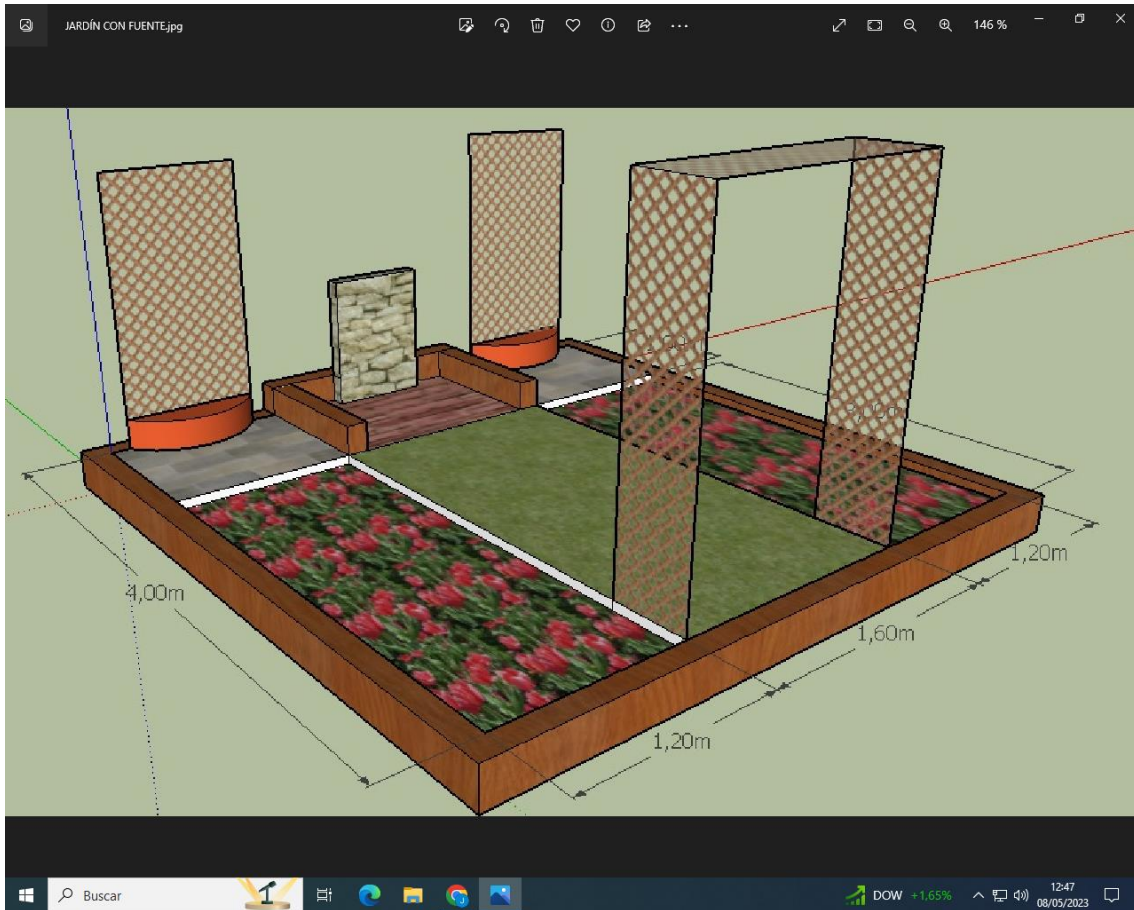 JARDÍN CON FUENTE.jpg
146 %
4,00m
1,20m
1,60m
1,20m
Buscar
DOW +1,65%
12:47
08/05/2023